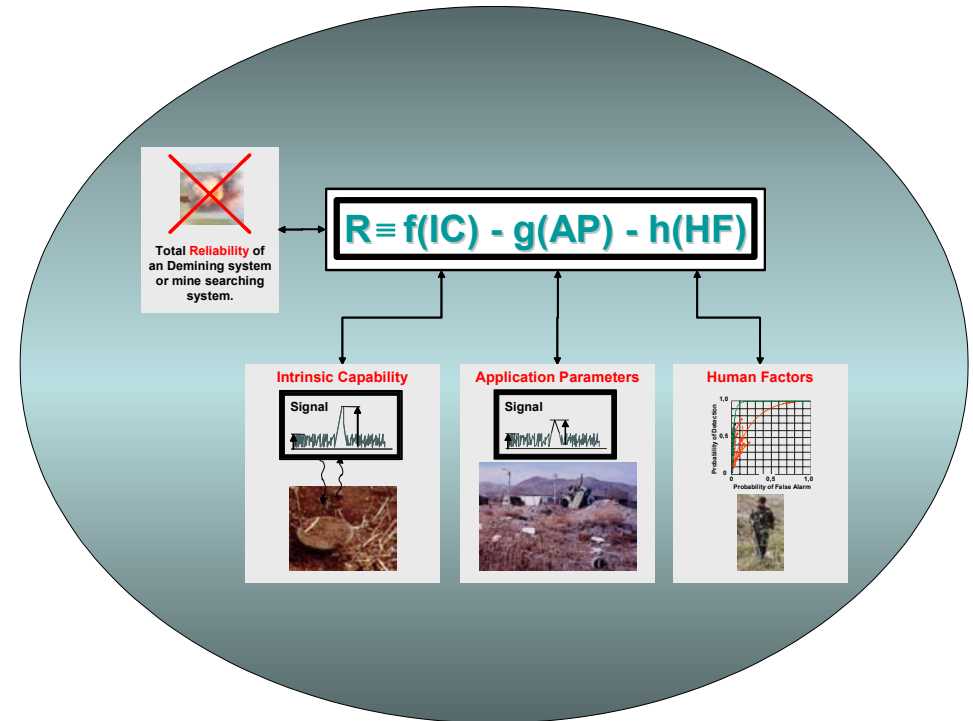 R ≡ f(IC) - g(AP) - h(HF)
Total Reliability of
an Demining system
or mine searching
system.
Intrinsic Capability
Signal
Application Parameters
Signal
Human Factors
Probability of Detection
1,0
0,5
0
0
0,5
1,0
Probability of False Alarm